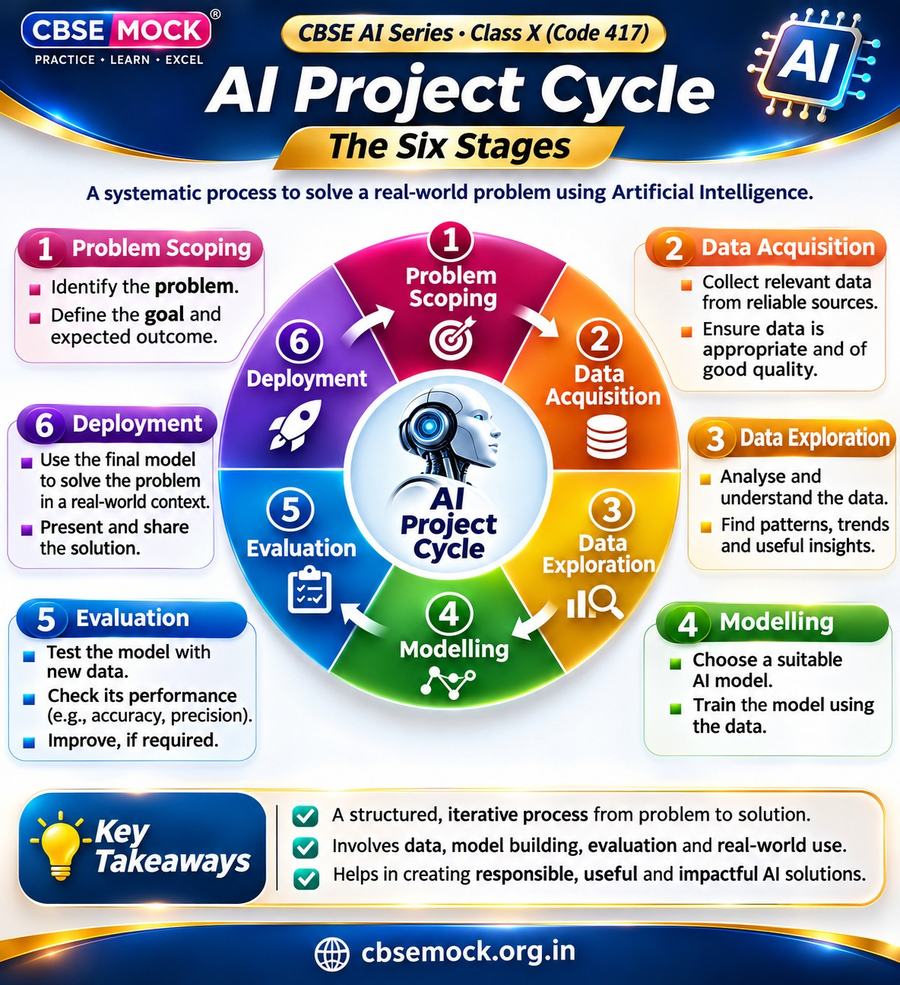 CBSE MOCK®
PRACTICE • LEARN • EXCEL
CBSE AI Series • Class X (Code 417)
AI Project Cycle
The Six Stages
AI
A systematic process to solve a real-world problem using Artificial Intelligence.
1 Problem Scoping
Identify the problem.
Define the goal and
expected outcome.
2 Data Acquisition
Collect relevant data
from reliable sources.
Ensure data is
appropriate and of
good quality.
3 Data Exploration
Analyse and
understand the data.
Find patterns, trends
and useful insights.
4 Modelling
Choose a suitable
AI model.
Train the model using
the data.
5 Evaluation
Test the model with
new data.
Check its performance
(e.g., accuracy, precision).
Improve, if required.
6 Deployment
Use the final model
to solve the problem
in a real-world context.
Present and share
the solution.
1
Problem
Scoping
2
Data
Acquisition
3
Data
Exploration
4
Modelling
5
Evaluation
6
Deployment
AI
Project
Cycle
Key
Takeaways
A structured, iterative process from problem to solution.
Involves data, model building, evaluation and real-world use.
Helps in creating responsible, useful and impactful AI solutions.
cbsemock.org.in